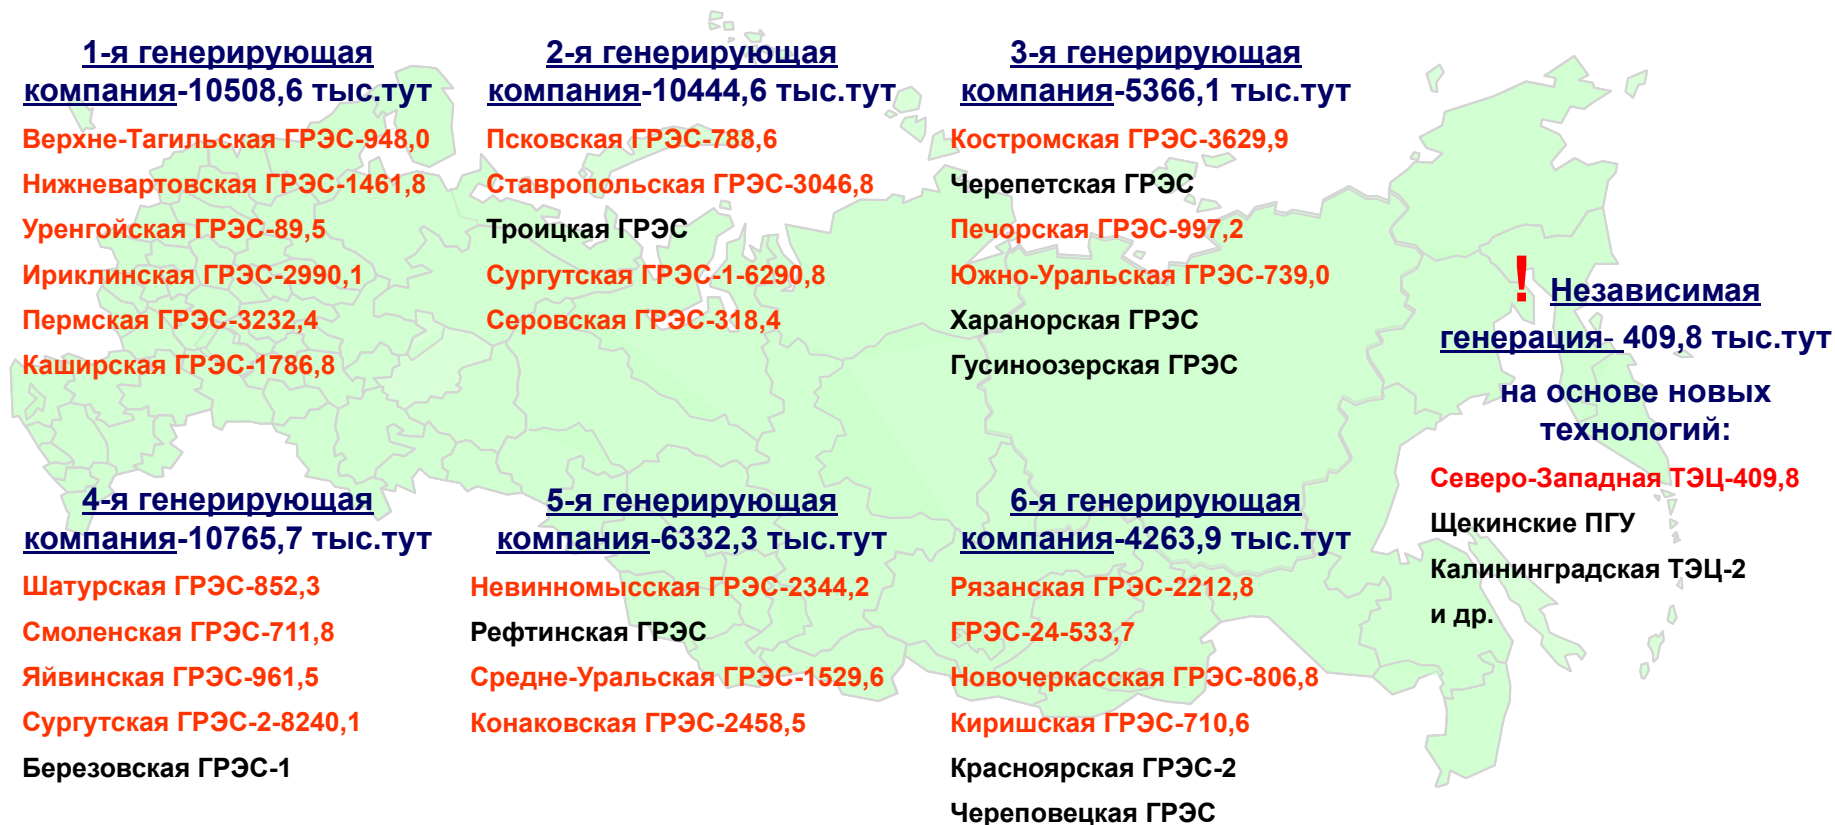 1-я генерирующая
компания-10508,6 тыс.тут
Верхне-Тагильская ГРЭС-948,0
Нижневартовская ГРЭС-1461,8
Уренгойская ГРЭС-89,5
Ириклинская ГРЭС-2990,1
Пермская ГРЭС-3232,4
Каширская ГРЭС-1786,8
2-я генерирующая
компания-10444,6 тыс.тут
Псковская ГРЭС-788,6
Ставропольская ГРЭС-3046,8
Троицкая ГРЭС
Сургутская ГРЭС-1-6290,8
Серовская ГРЭС-318,4
3-я генерирующая
компания-5366,1 тыс.тут
Костромская ГРЭС-3629,9
Черепетская ГРЭС
Печорская ГРЭС-997,2
Южно-Уральская ГРЭС-739,0
Харанорская ГРЭС
Гусиноозерская ГРЭС
! Независимая
генерация- 409,8 тыс.тут
на основе новых
технологий:
Северо-Западная ТЭЦ-409,8
Щекинские ПГУ
Калининградская ТЭЦ-2
и др.
4-я генерирующая
компания-10765,7 тыс.тут
Шатурская ГРЭС-852,3
Смоленская ГРЭС-711,8
Яйвинская ГРЭС-961,5
Сургутская ГРЭС-2-8240,1
Березовская ГРЭС-1
5-я генерирующая
компания-6332,3 тыс.тут
Невинномысская ГРЭС-2344,2
Рефтинская ГРЭС
Средне-Уральская ГРЭС-1529,6
Конаковская ГРЭС-2458,5
6-я генерирующая
компания-4263,9 тыс.тут
Рязанская ГРЭС-2212,8
ГРЭС-24-533,7
Новочеркасская ГРЭС-806,8
Киришская ГРЭС-710,6
Красноярская ГРЭС-2
Череповецкая ГРЭС